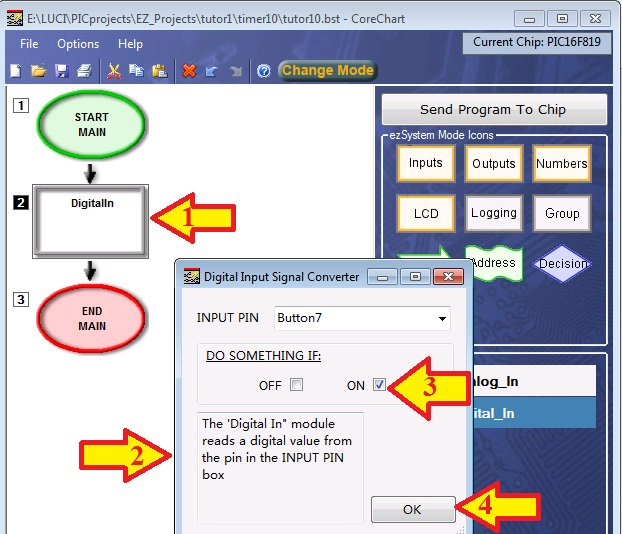 E:\LUCI\PICprojects\EZ_Projects\tutor1\timer10\tutor10.bst - CoreChart
File Options Help
Current Chip: PIC16F819
Change Mode
1
START
MAIN
2
DigitalIn
1
3
END
MAIN
Send Program To Chip
ezSystem Mode Icons
Inputs Outputs Numbers
LCD Logging Group
Address Decision
Digital Input Signal Converter
INPUT PIN Button7
DO SOMETHING IF:
OFF ON
3
The 'Digital In" module
reads a digital value from
the pin in the INPUT PIN
box
2
OK
4
alog_In
ital_In